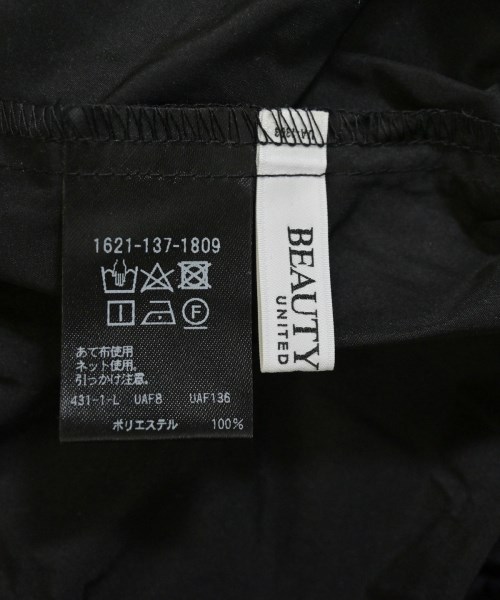 1621-137-1809
F
あて布使用
ネット使用。
引っかけ注意。
431-1-L UAF8 UAF136
ポリエステル 100%
BEAUTY
UNITED